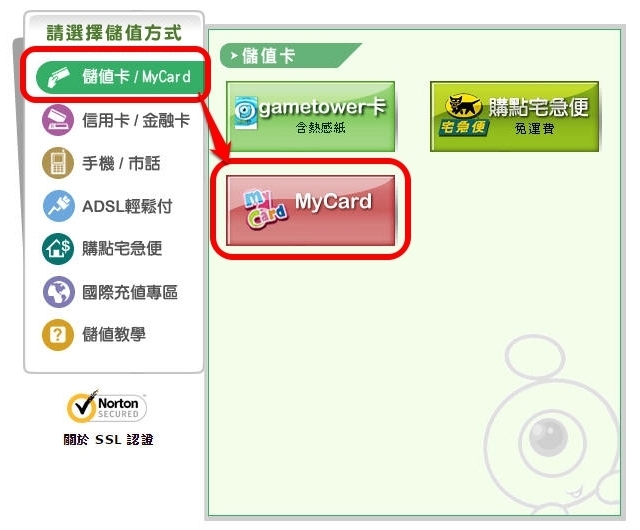 請選擇儲值方式
儲值卡 / MyCard
信用卡 / 金融卡
手機 / 市話
ADSL輕鬆付
購點宅急便
國際充值專區
? 儲值教學
Norton
SECURED
關於 SSL 認證
儲值卡
gametower卡
含熱感紙
宅急便
購點宅急便
免運費
My Card
MyCard